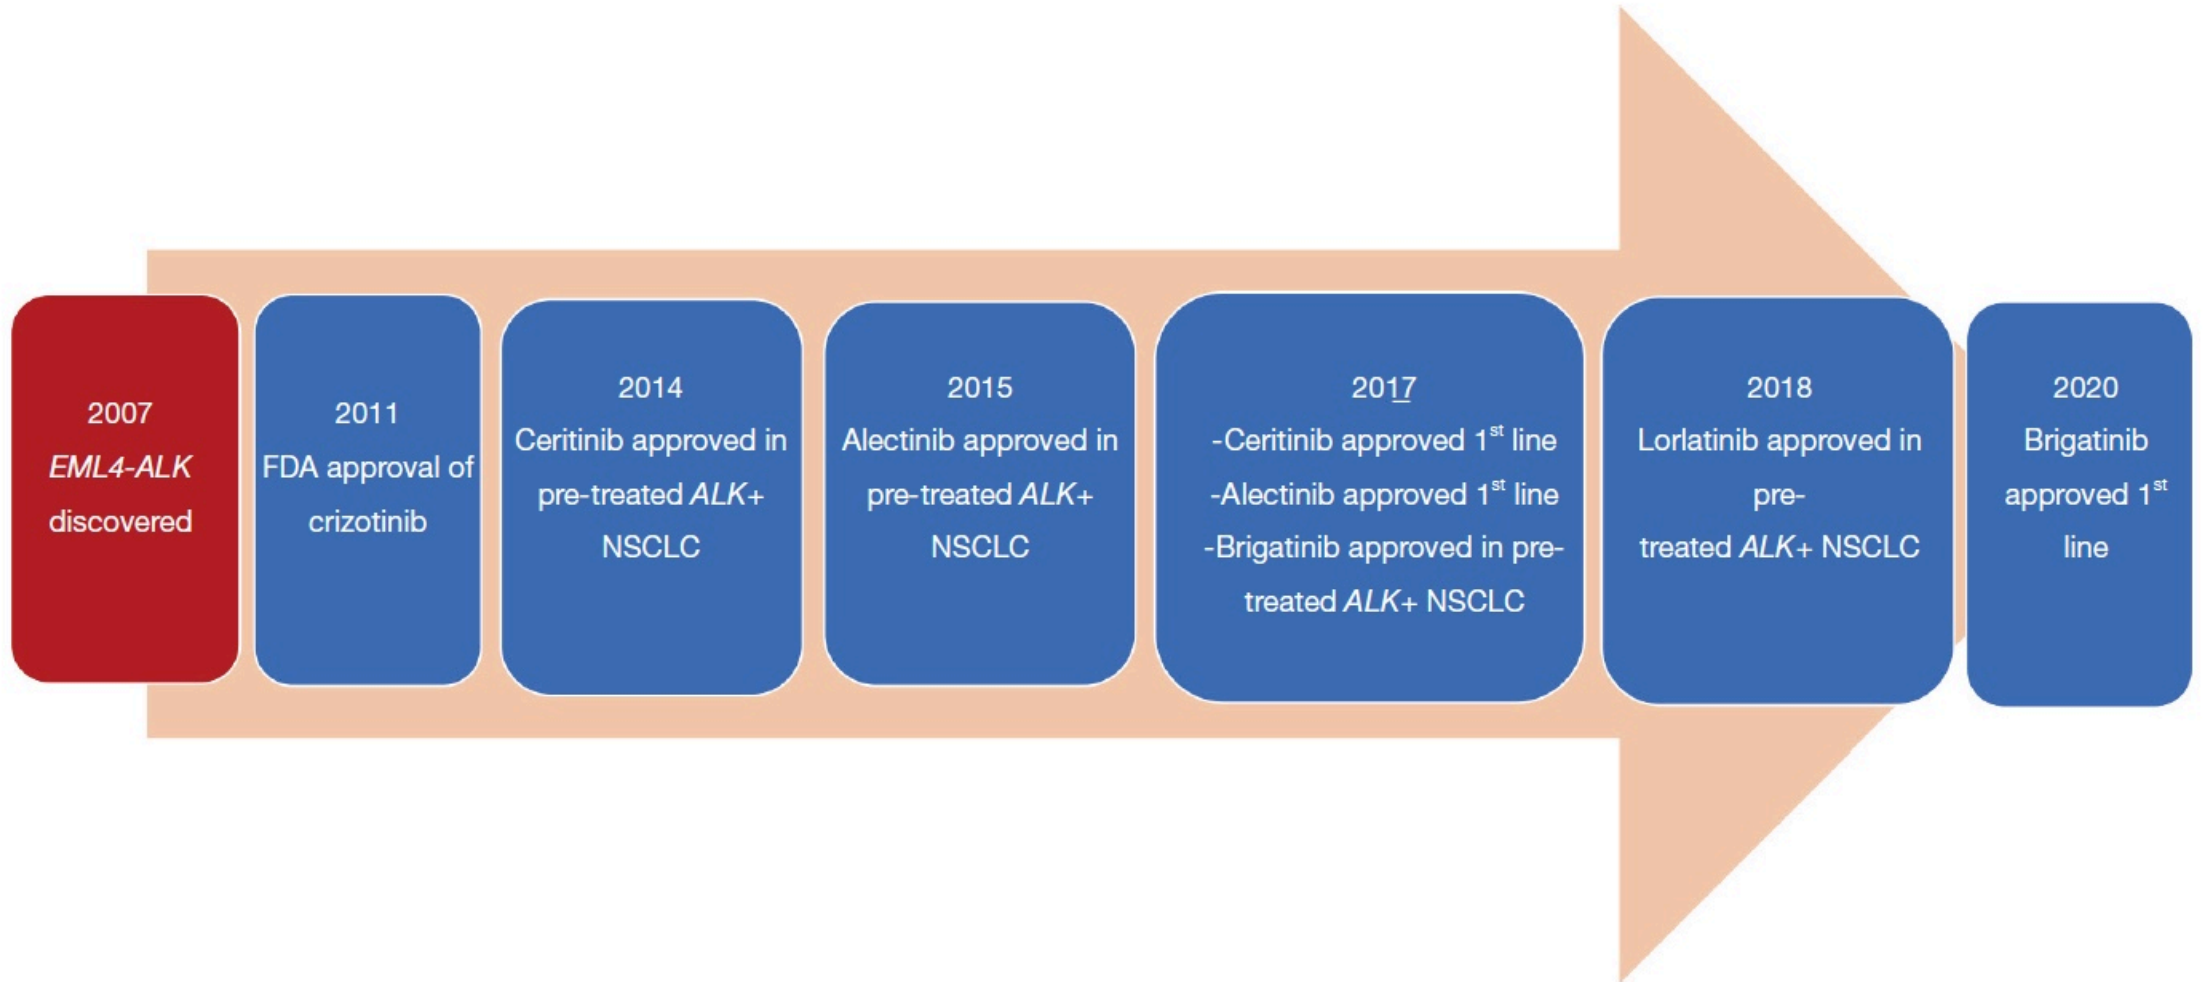 2007
EML4-ALK
discovered
2011
FDA approval of
crizotinib
2014
Ceritinib approved in
pre-treated ALK+
NSCLC
2015
Alectinib approved in
pre-treated ALK+
NSCLC
2017
-Ceritinib approved 1st line
-Alectinib approved 1st line
-Brigatinib approved in pre-
treated ALK+ NSCLC
2018
Lorlatinib approved in
pre-
treated ALK+ NSCLC
2020
Brigatinib
approved 1st
line